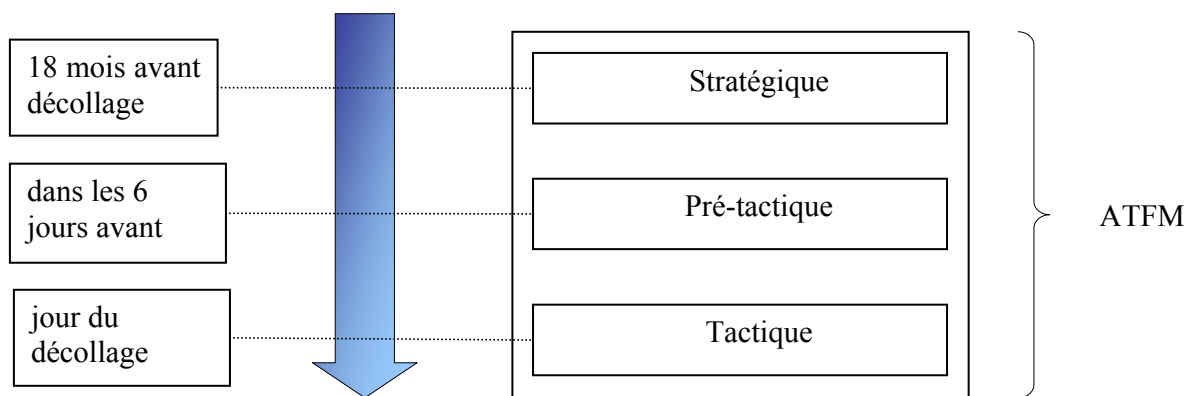 18 mois avant
décollage
Stratégique
dans les 6
jours avant
Pré-tactique
ATFM
jour du
décollage
Tactique